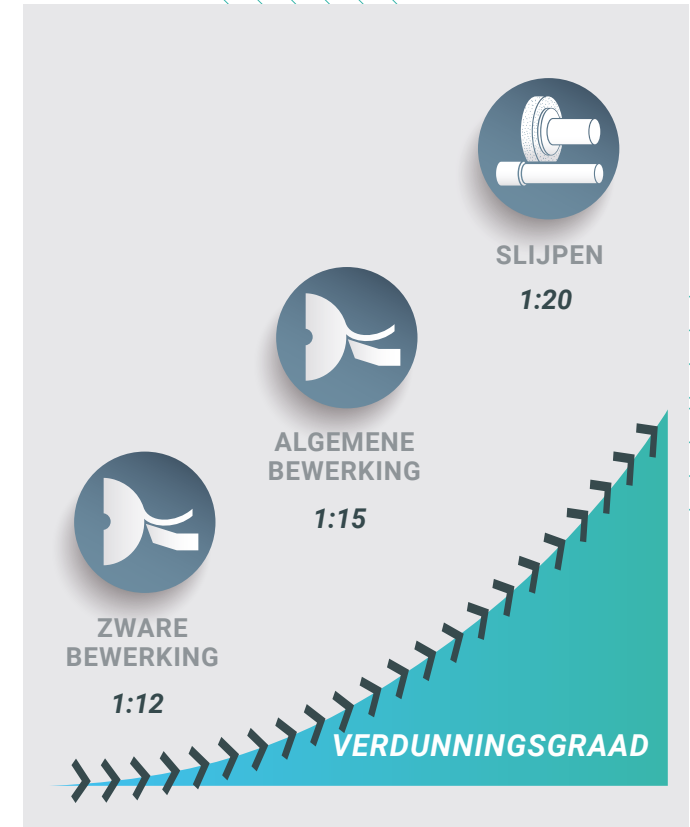 SLIJPEN
1:20
ALGEMENE
BEWERKING
1:15
ZWARE
BEWERKING
1:12
VERDUNNINGSGRAAD